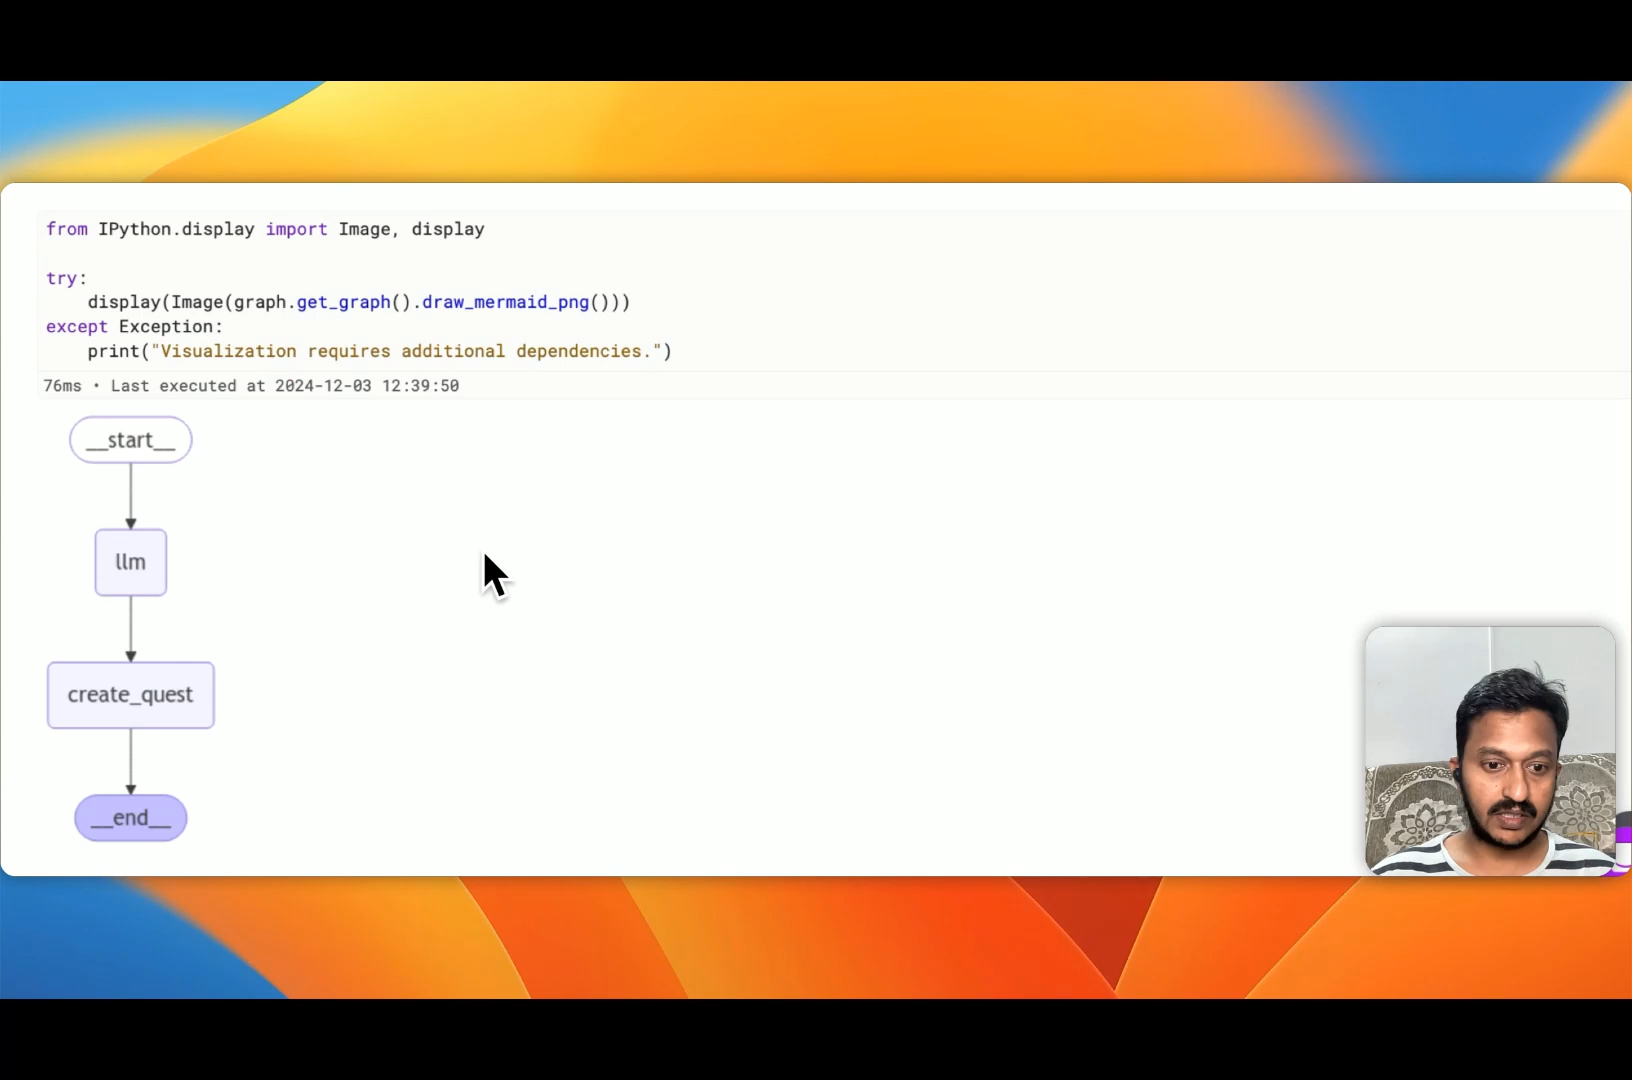 from IPython.display import Image, display
try:
    display(Image(graph.get_graph().draw_mermaid_png()))
except Exception:
    print("Visualization requires additional dependencies.")
76ms • Last executed at 2024-12-03 12:39:50
__start__
llm
create_quest
__end__